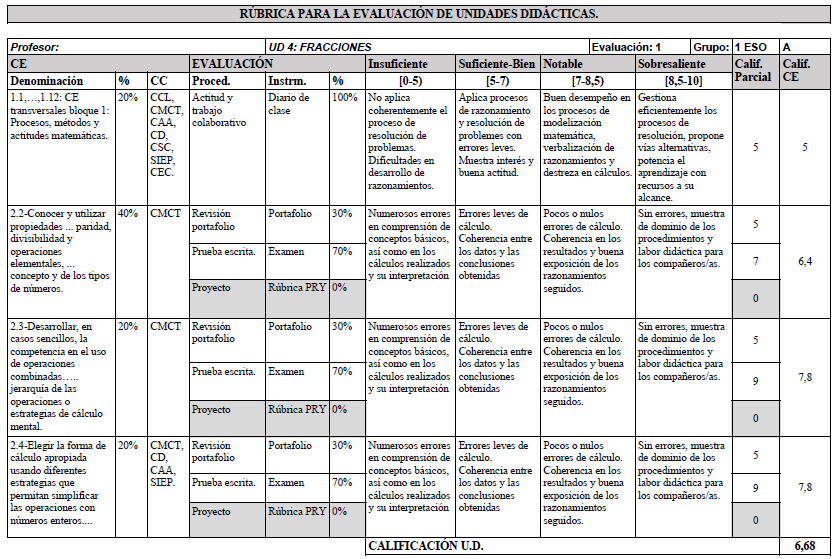 RÚBRICA PARA LA EVALUACIÓN DE UNIDADES DIDÁCTICAS.
Profesor: UD 4: FRACCIONES Evaluación: 1 Grupo: 1 ESO A
CE EVALUACIÓN Insuficiente Suficiente-Bien Notable Sobresaliente Calif. Calif.
Denominación % CC Proced. Instrm. % [0-5) [5-7) [7-8,5) [8,5-10] Parcial CE
1.1,…,1.12: CE 20% CCL, Actitud y Diario de 100% No aplica Aplica procesos Buen desempeño en Gestiona
transversales bloque 1: CMCT, trabajo clase coherentemente el de razonamiento los procesos de eficientemente los
Procesos, métodos y CAA, colaborativo proceso de y resolución de modelización procesos de
actitudes matemáticas. CD, resolución de problemes con matemática, resolución, propone
CSC, problemas. errores leves. verbalización de vías alternativas, 5 5
SIEP, Dificultades en Muestra interés y razonamientos y potencia el
CEC. desarrollo de buena actitud. destreza en cálculos. aprendizaje con
razonamientos. recursos a su
alcance.
2.2-Conocer y utilizar 40% CMCT Revisión Portafolio 30% Numerosos errores Errores leves de Pocos o nulos Sin errores, muestra
propiedades ... paridad, portafolio en comprensión de cálculo. errores de cálculo. de dominio de los 5
divisibilidad y conceptos básicos, Coherencia entre Coherencia en los procedimientos y
operaciones Prueba escrita. Examen 70% así como en los los datos y las resultados y buena labor didáctica para
elementales, ... cálculos realizados conclusiones exposición de los los compañeros/as. 7 6,4
concepto y de los tipos y su interpretación obtenidas razonamientos
de números. Proyecto Rúbrica PRY 0% seguidos.
0
2.3-Desarrollar, en 20% CMCT Revisión Portafolio 30% Numerosos errores Errores leves de Pocos o nulos Sin errores, muestra
casos sencillos, la portafolio en comprensión de cálculo. errores de cálculo. de dominio de los 5
competencia en el uso conceptos básicos, Coherencia entre Coherencia en los procedimientos y
de operaciones Prueba escrita. Examen 70% así como en los los datos y las resultados y buena labor didáctica para
combinadas….. cálculos realizados conclusiones exposición de los los compañeros/as. 9 7,8
jerarquía de las y su interpretación obtenidas razonamientos
operaciones o Proyecto Rúbrica PRY 0% seguidos.
estrategias de cálculo 0
mental.
2.4-Elegir la forma de 20% CMCT, Revisión Portafolio 30% Numerosos errores Errores leves de Pocos o nulos Sin errores, muestra
cálculo apropiada CD, portafolio en comprensión de cálculo. errores de cálculo. de dominio de los 5
usando diferentes CAA, conceptos básicos, Coherencia entre Coherencia en los procedimientos y
estrategias que SIEP. Prueba escrita. Examen 70% así como en los los datos y las resultados y buena labor didáctica para
permitan simplificar cálculos realizados conclusiones exposición de los los compañeros/as. 9 7,8
las operaciones con y su interpretación obtenidas razonamientos
números enteros.... Proyecto Rúbrica PRY 0% seguidos.
0
CALIFICACIÓN U.D. 6,68